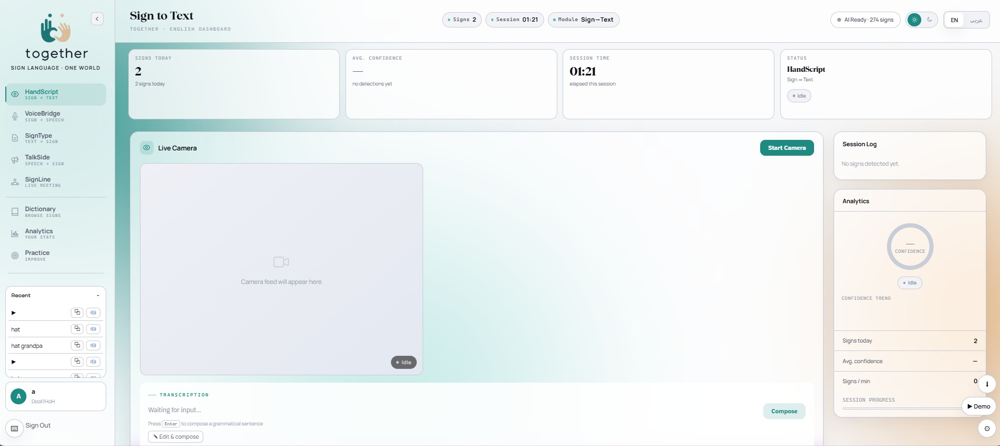 together
SIGN LANGUAGE · ONE WORLD
HandScript
SIGN → TEXT
VoiceBridge
SIGN → SPEECH
SignType
TEXT → SIGN
TalkSide
SPEECH → SIGN
SignLine
LIVE MEETING
Dictionary
BROWSE SIGNS
Analytics
YOUR STATS
Practice
IMPROVE
Recent
hat
hat grandpa
A
a
Deaf/HoH
Sign Out
Sign to Text
TOGETHER · ENGLISH DASHBOARD
Signs 2
Session 01:21
Module Sign→Text
AI Ready · 274 signs
EN
عربى
SIGNS TODAY
2
2 signs today
AVG. CONFIDENCE
—
no detections yet
SESSION TIME
01:21
elapsed this session
STATUS
HandScript
Sign → Text
Idle
Live Camera
Start Camera
Camera feed will appear here
Idle
TRANSCRIPTION
Waiting for input...
Press Enter to compose a grammatical sentence
Edit & compose
Compose
Session Log
No signs detected yet.
Analytics
—
CONFIDENCE
Idle
CONFIDENCE TREND
Signs today 2
Avg. confidence —
Signs / min 0
SESSION PROGRESS
▶ Demo